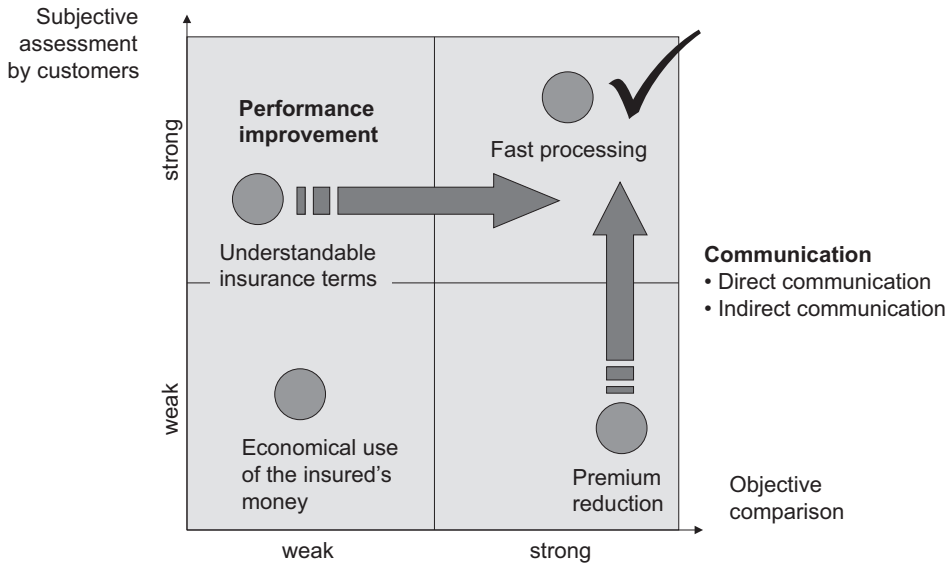 Subjective
assessment
by customers
strong
weak
Performance
improvement
Fast processing
Understandable
insurance terms
Communication
• Direct communication
• Indirect communication
Economical use
of the insured’s
money
Premium
reduction
Objective
comparison
weak
strong